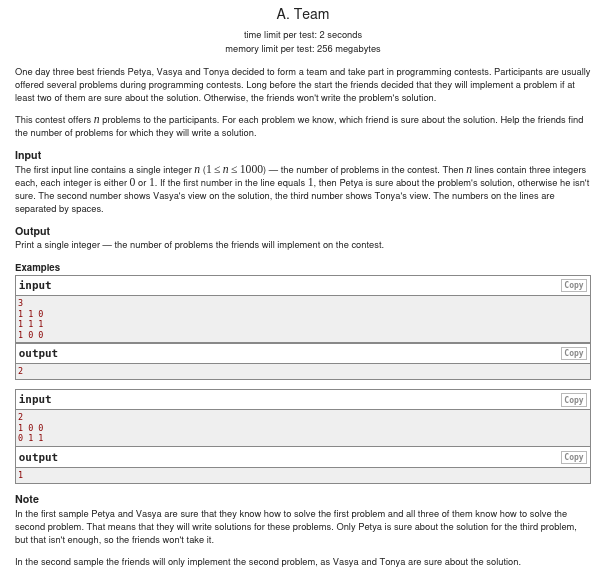 A. Team
time limit per test: 2 seconds
memory limit per test: 256 megabytes
One day three best friends Petya, Vasya and Tonya decided to form a team and take part in programming contests. Participants are usually
offered several problems during programming contests. Long before the start the friends decided that they will implement a problem if at
least two of them are sure about the solution. Otherwise, the friends won't write the problem's solution.
This contest offers n problems to the participants. For each problem we know, which friend is sure about the solution. Help the friends find
the number of problems for which they will write a solution.
Input
The first input line contains a single integer n (1 ≤ n ≤ 1000) — the number of problems in the contest. Then n lines contain three integers
each, each integer is either 0 or 1. If the first number in the line equals 1, then Petya is sure about the problem's solution, otherwise he isn't
sure. The second number shows Vasya's view on the solution, the third number shows Tonya's view. The numbers on the lines are
separated by spaces.
Output
Print a single integer — the number of problems the friends will implement on the contest.
Examples
input Copy
3
1 1 0
1 1 1
1 0 0
output Copy
2
input Copy
2
1 0 0
0 1 1
output Copy
1
Note
In the first sample Petya and Vasya are sure that they know how to solve the first problem and all three of them know how to solve the
second problem. That means that they will write solutions for these problems. Only Petya is sure about the solution for the third problem,
but that isn't enough, so the friends won't take it.
In the second sample the friends will only implement the second problem, as Vasya and Tonya are sure about the solution.